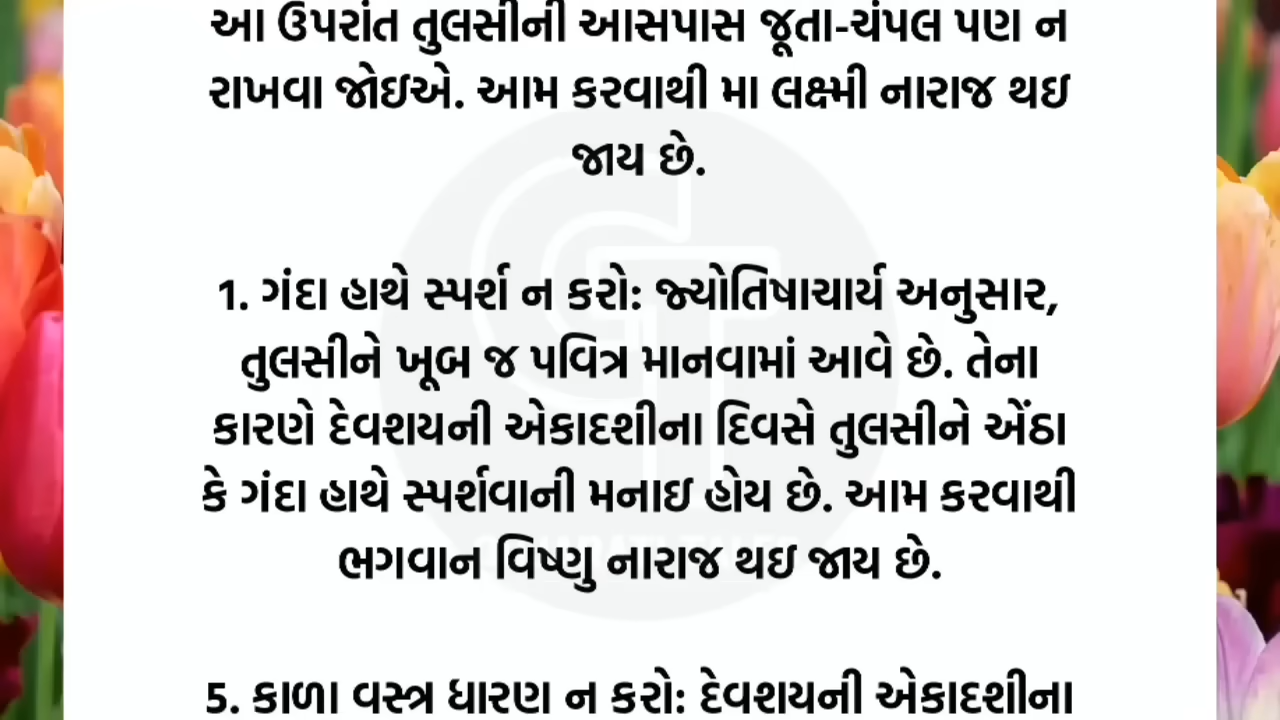 આ ઉપરાંત તુલસીની આસપાસ જૂતા-ચંપલ પણ ન
રાખવા જોઇએ. આમ કરવાથી મા લક્ષ્મી નારાજ થઇ
જાય છે.
1. ગંદા હાથે સ્પર્શ ન કરોઃ જ્યોતિષાચાર્ય અનુસાર,
તુલસીને ખૂબ જ પવિત્ર માનવામાં આવે છે. તેના
કારણે દેવશયની એકાદશીના દિવસે તુલસીને એંઠા
કે ગંદા હાથે સ્પર્શવાની મનાઇ હોય છે. આમ કરવાથી
ભગવાન વિષ્ણુ નારાજ થઇ જાય છે.
5. કાળા વસ્ત્ર ધારણ ન કરોઃ દેવશયની એકાદશીના